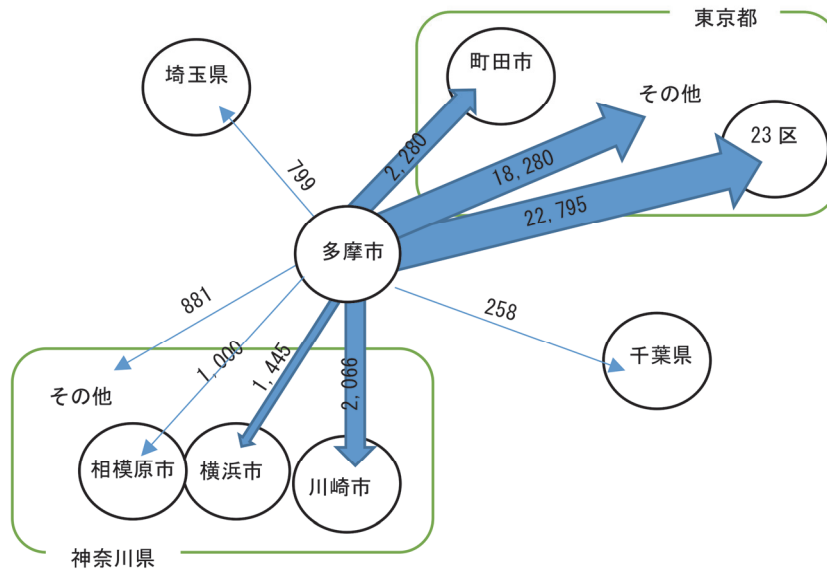 東京都
埼玉県
町田市
その他
23区
799
2,280
18,280
22,795
多摩市
881
1,000
1,445
2,066
258
千葉県
その他
相模原市
横浜市
川崎市
神奈川県